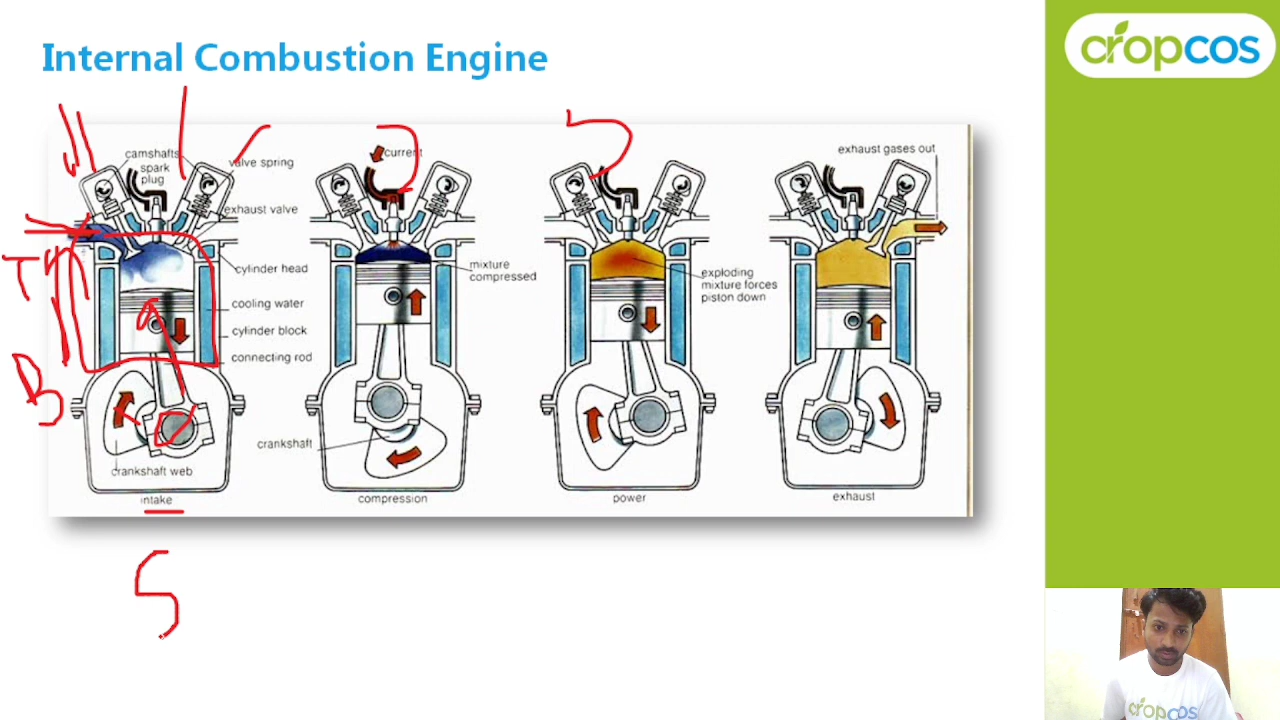 Internal Combustion Engine
cropcos
camshafts
spark
plug
valve spring
exhaust valve
cylinder head
cooling water
cylinder block
connecting rod
crankshaft web
intake
current
mixture
compressed
crankshaft
compression
exploding
mixture forces
piston down
power
exhaust gases out
exhaust
T
B
S
cropcos